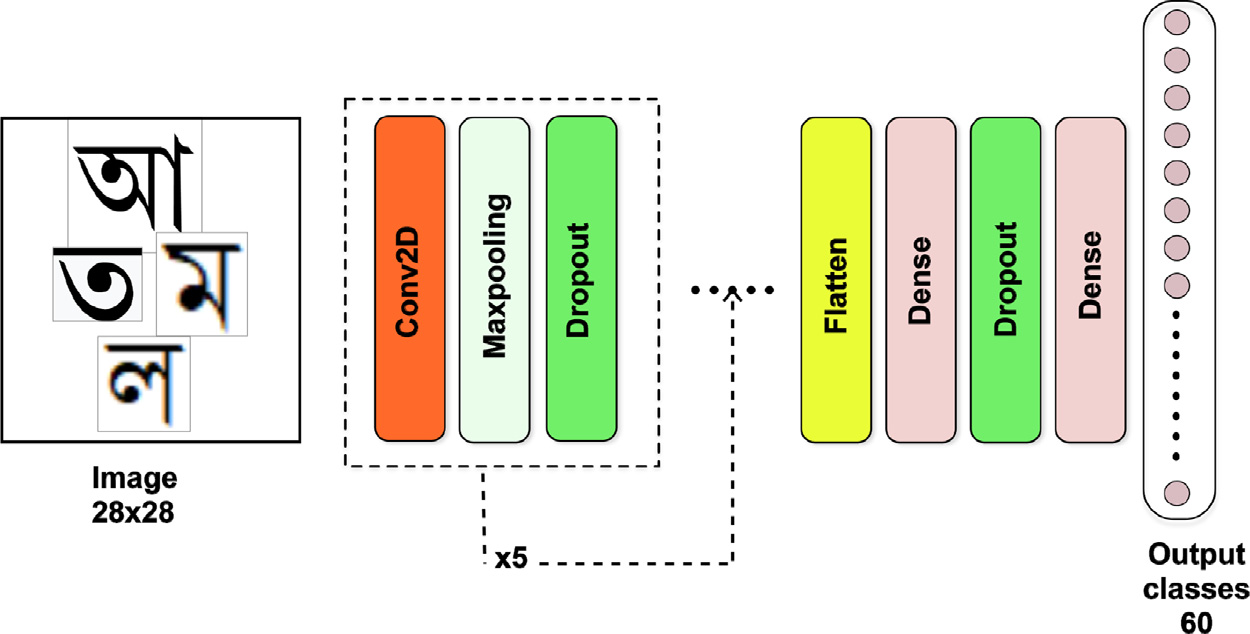 আ
ত
ম
ল
Image
28x28
Conv2D
Maxpooling
Dropout
x5
Flatten
Dense
Dropout
Dense
Output
classes
60